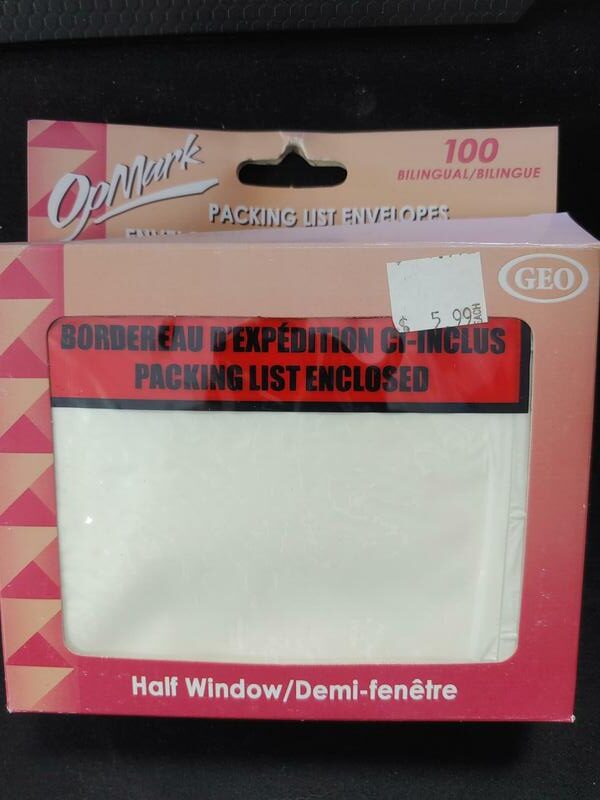 OpMark
100
BILINGUAL/BILINGUE
PACKING LIST ENVELOPES
GEO
$ 5.99
EACH
BORDEREAU D'EXPÉDITION CI-INCLUS
PACKING LIST ENCLOSED
Half Window/Demi-fenêtre